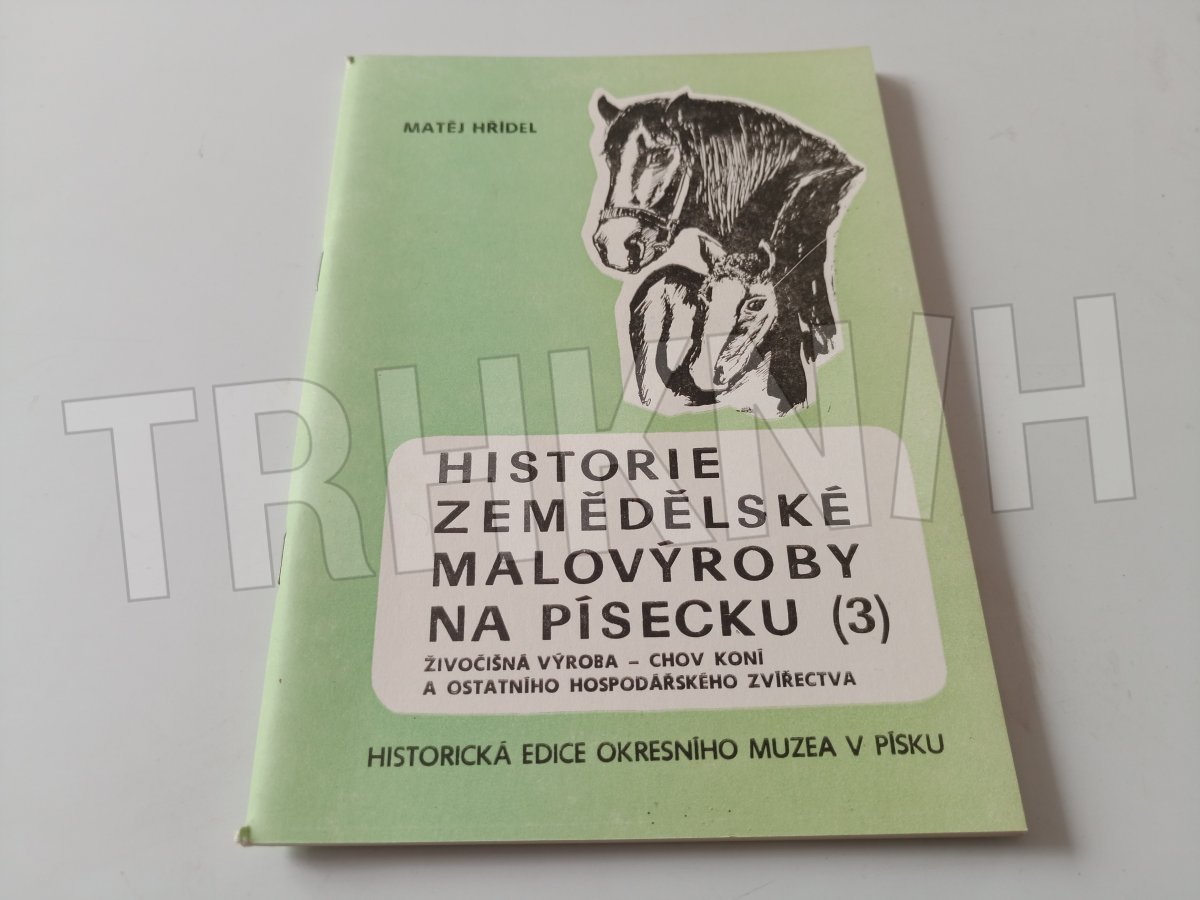 MATĚJ HŘÍDEL
HISTORIE
ZEMĚDĚLSKÉ
MALOVÝROBY
NA PÍSECKU (3)
ŽIVOČIŠNÁ VÝROBA – CHOV KONÍ
A OSTATNÍHO HOSPODÁŘSKÉHO ZVÍŘECTVA
HISTORICKÁ EDICE OKRESNÍHO MUZEA V PÍSKU
TRHKNIH